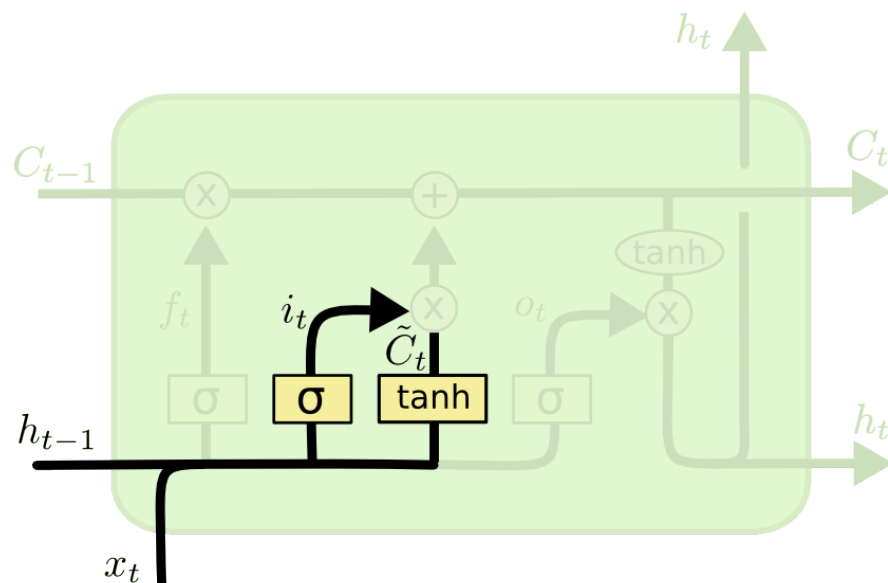 h_t
C_{t-1}
C_t
x
+
tanh
f_t
i_t
x
o_t
x
C̃_t
σ
σ
tanh
σ
h_{t-1}
h_t
x_t